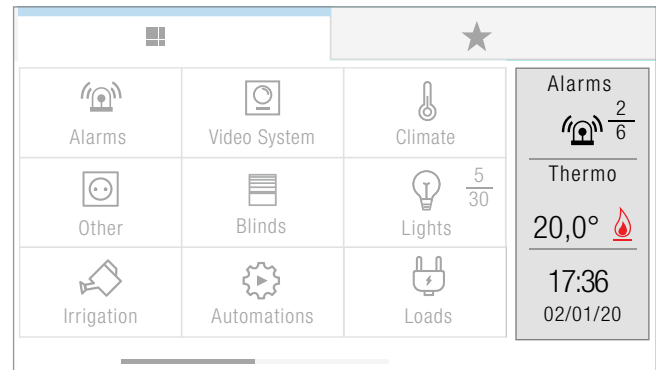 Alarms
Video System
Climate
Other
Blinds
5
30
Lights
Irrigation
Automations
Loads
Alarms
2
6
Thermo
20,0°
17:36
02/01/20